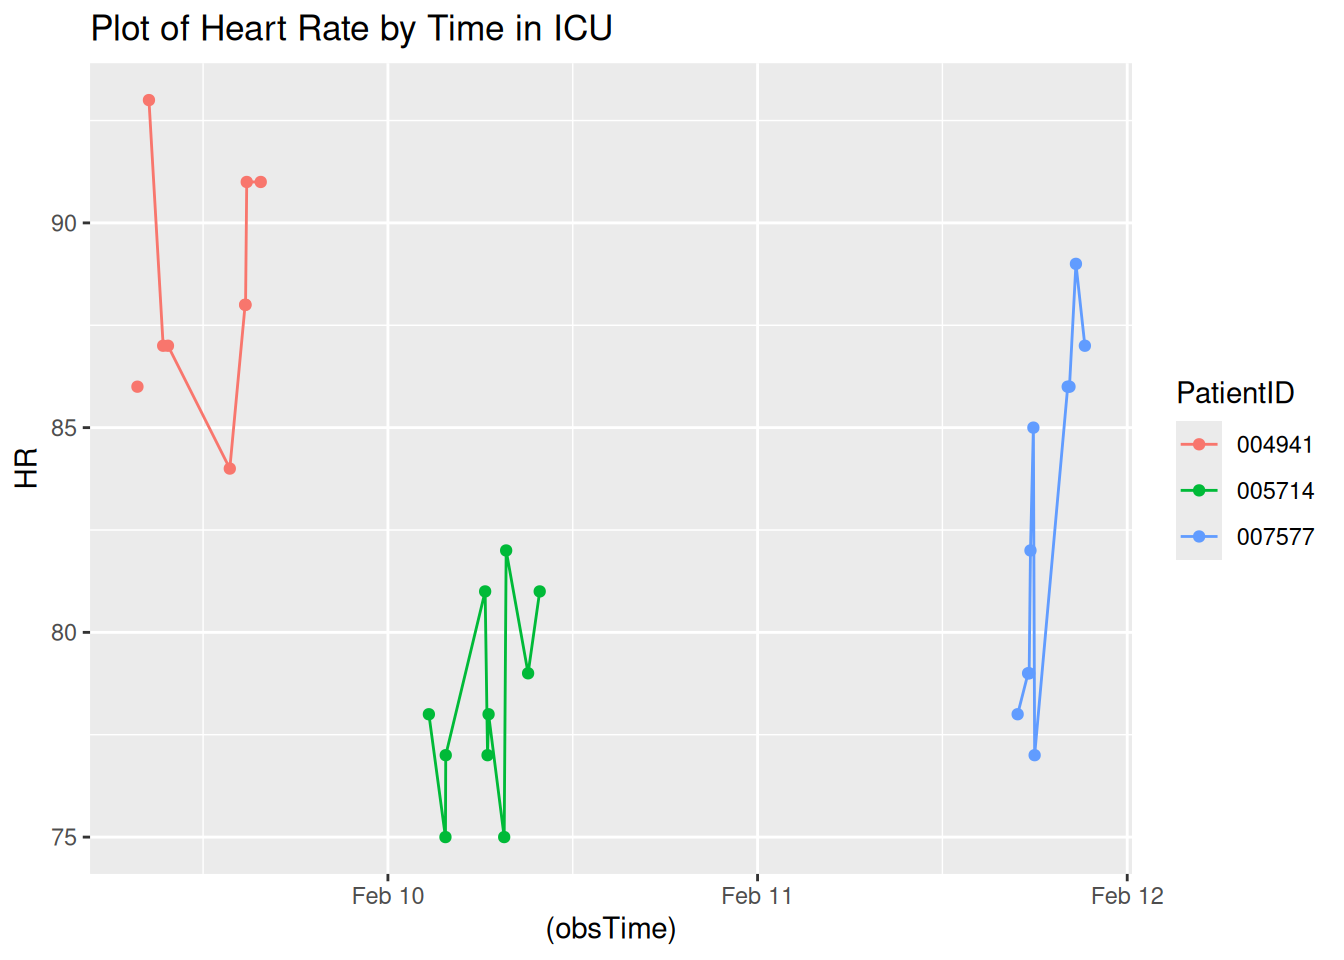 Plot of Heart Rate by Time in ICU
HR
90
85
80
75
Feb 10
Feb 11
Feb 12
(obsTime)
PatientID
004941
005714
007577